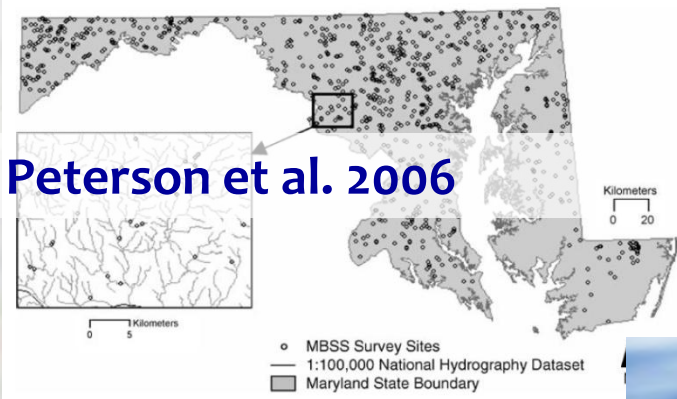 Peterson et al. 2006
Kilometers
0 20
Kilometers
0 5
MBSS Survey Sites
1:100,000 National Hydrography Dataset
Maryland State Boundary